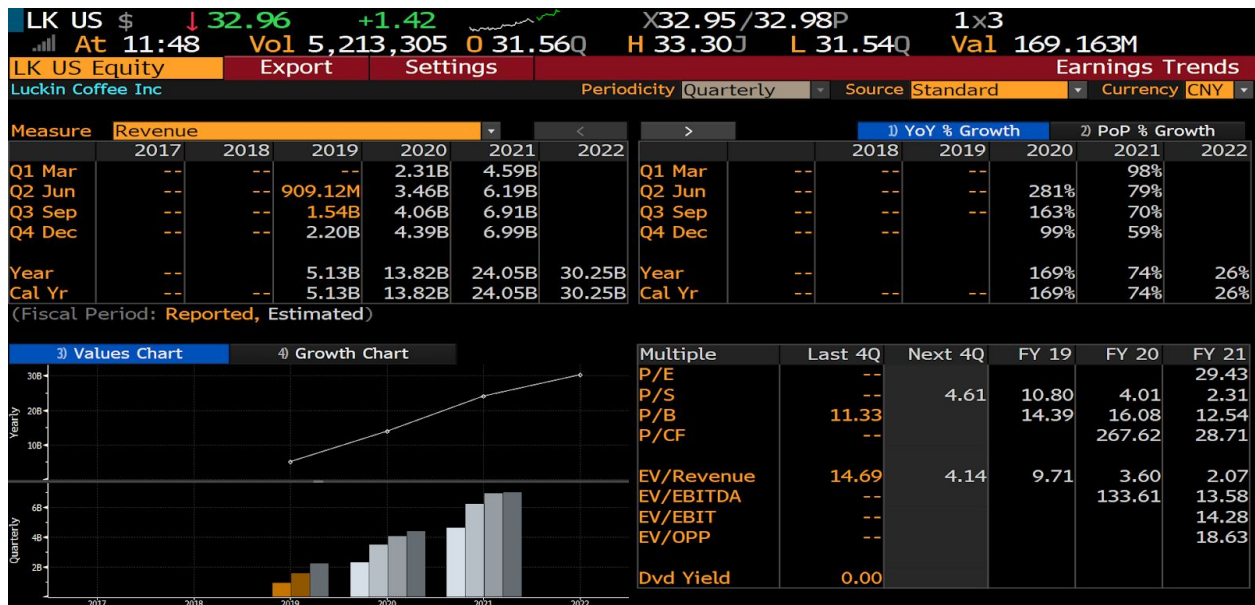 LK US $ ↓ 32.96 +1.42 X32.95/32.98P 1×3
At 11:48 Vol 5,213,305 O 31.56Q H 33.30J L 31.54Q Val 169.163M
LK US Equity Export Settings Earnings Trends
Luckin Coffee Inc Periodicity Quarterly Source Standard Currency CNY
Measure Revenue < > 1) YoY % Growth 2) PoP % Growth
2017 2018 2019 2020 2021 2022 2018 2019 2020 2021 2022
Q1 Mar -- -- -- 2.31B 4.59B Q1 Mar -- -- -- 98%
Q2 Jun -- -- 909.12M 3.46B 6.19B Q2 Jun -- -- -- 281% 79%
Q3 Sep -- -- 1.54B 4.06B 6.91B Q3 Sep -- -- -- 163% 70%
Q4 Dec -- -- 2.20B 4.39B 6.99B Q4 Dec -- -- 99% 59%
Year -- 5.13B 13.82B 24.05B 30.25B Year -- 169% 74% 26%
Cal Yr -- -- 5.13B 13.82B 24.05B 30.25B Cal Yr -- -- -- 169% 74% 26%
(Fiscal Period: Reported, Estimated)
3) Values Chart 4) Growth Chart Multiple Last 4Q Next 4Q FY 19 FY 20 FY 21
P/E -- 29.43
P/S -- 4.61 10.80 4.01 2.31
P/B 11.33 14.39 16.08 12.54
P/CF -- 267.62 28.71
EV/Revenue 14.69 4.14 9.71 3.60 2.07
EV/EBITDA -- 133.61 13.58
EV/EBIT -- 14.28
EV/OPP -- 18.63
Dvd Yield 0.00
Yearly
30B
20B
10B
Quarterly
6B
4B
2B
2017 2018 2019 2020 2021 2022